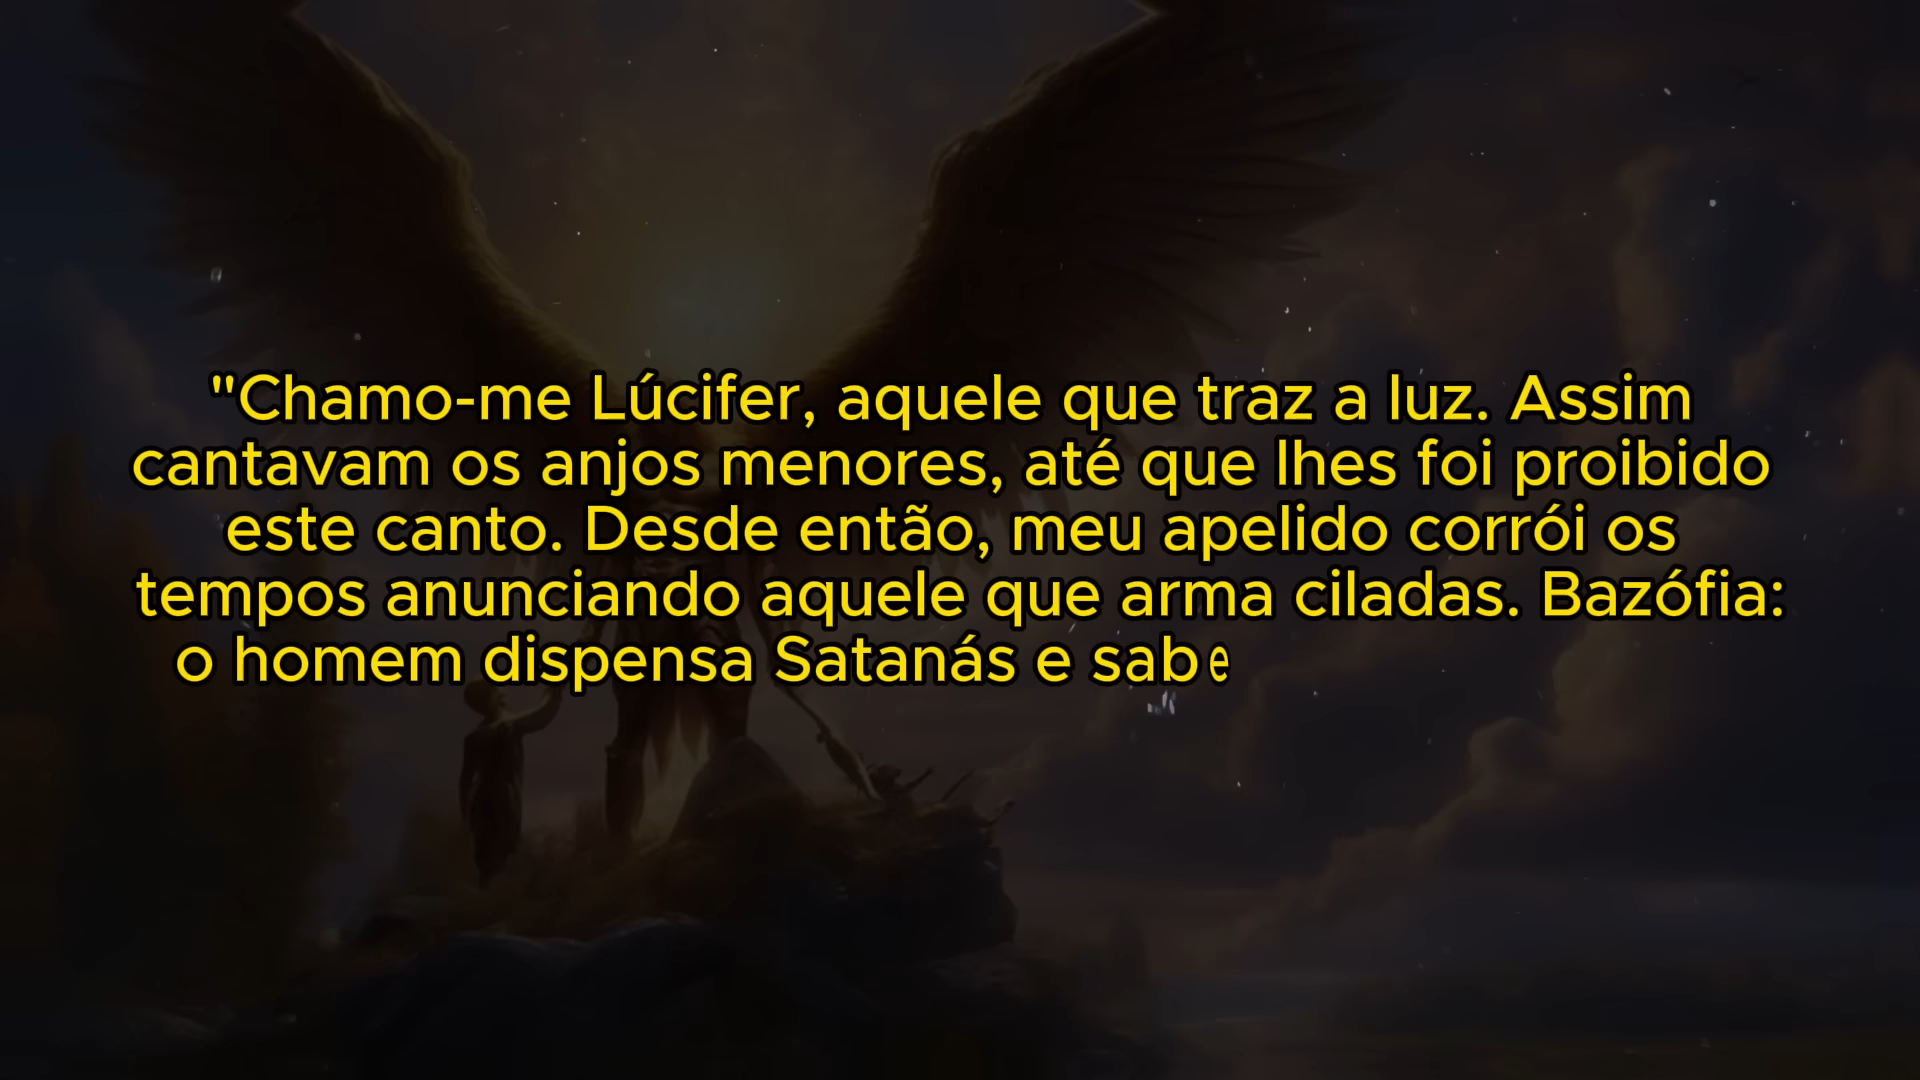 "Chamo-me Lúcifer, aquele que traz a luz. Assim
cantavam os anjos menores, até que lhes foi proibido
este canto. Desde então, meu apelido corrói os
tempos anunciando aquele que arma ciladas. Bazófia:
o homem dispensa Satanás e sabe